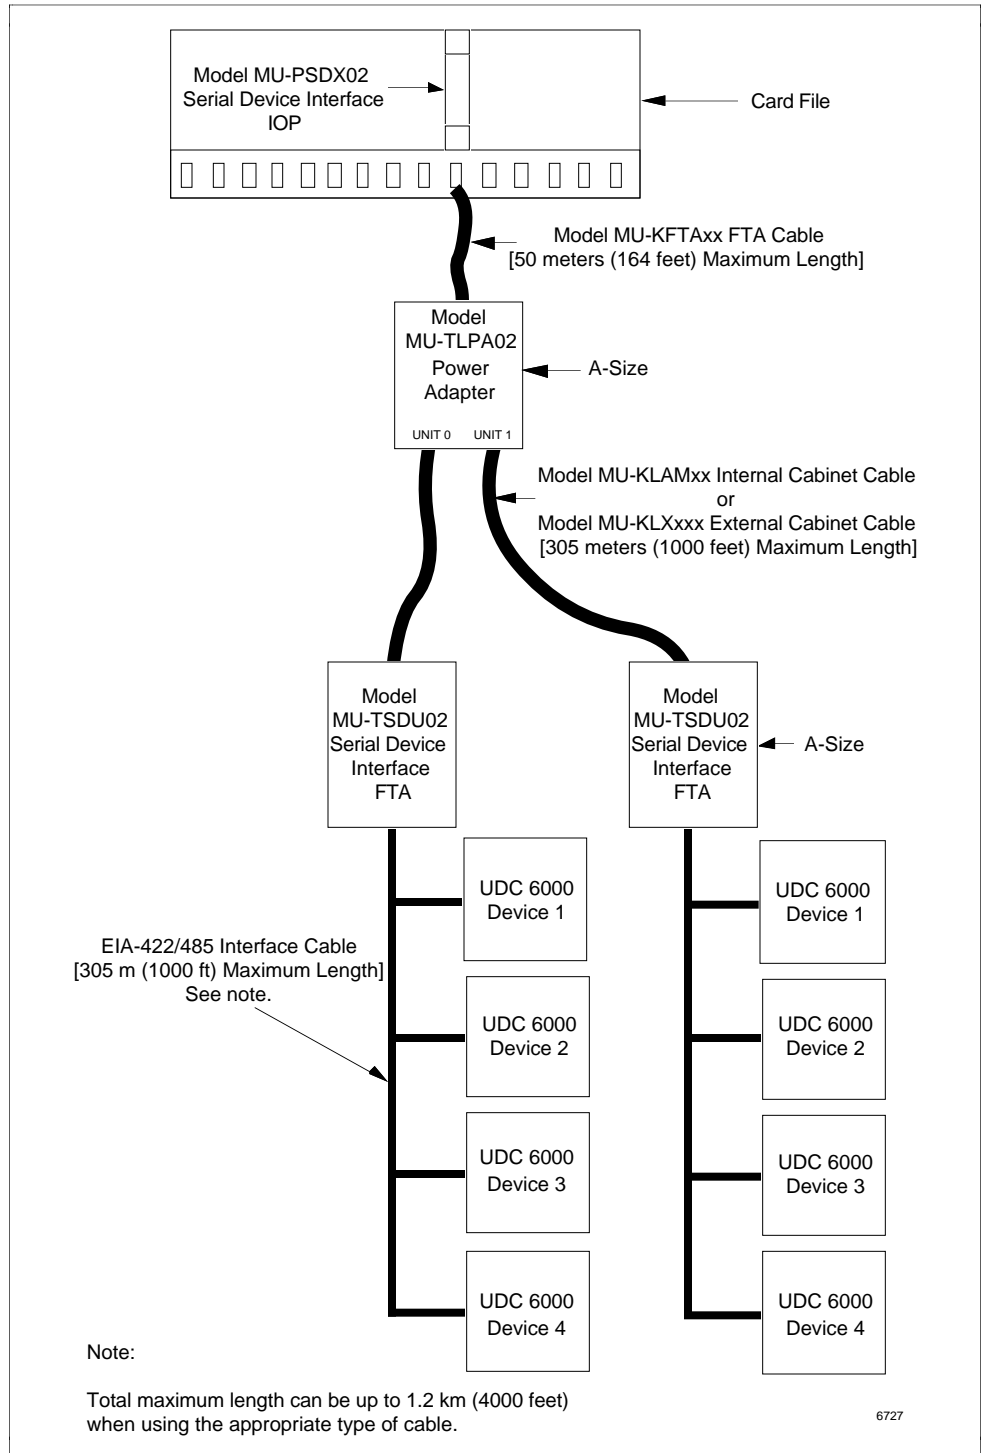 Model MU-PSDX02
Serial Device Interface
IOP
Card File
Model MU-KFTAxx FTA Cable
[50 meters (164 feet) Maximum Length]
Model
MU-TLPA02
Power
Adapter
A-Size
UNIT 0
UNIT 1
Model MU-KLAMxx Internal Cabinet Cable
or
Model MU-KLXxxx External Cabinet Cable
[305 meters (1000 feet) Maximum Length]
Model
MU-TSDU02
Serial Device
Interface
FTA
Model
MU-TSDU02
Serial Device
Interface
FTA
A-Size
EIA-422/485 Interface Cable
[305 m (1000 ft) Maximum Length]
See note.
UDC 6000
Device 1
UDC 6000
Device 2
UDC 6000
Device 3
UDC 6000
Device 4
UDC 6000
Device 1
UDC 6000
Device 2
UDC 6000
Device 3
UDC 6000
Device 4
Note:
Total maximum length can be up to 1.2 km (4000 feet)
when using the appropriate type of cable.
6727